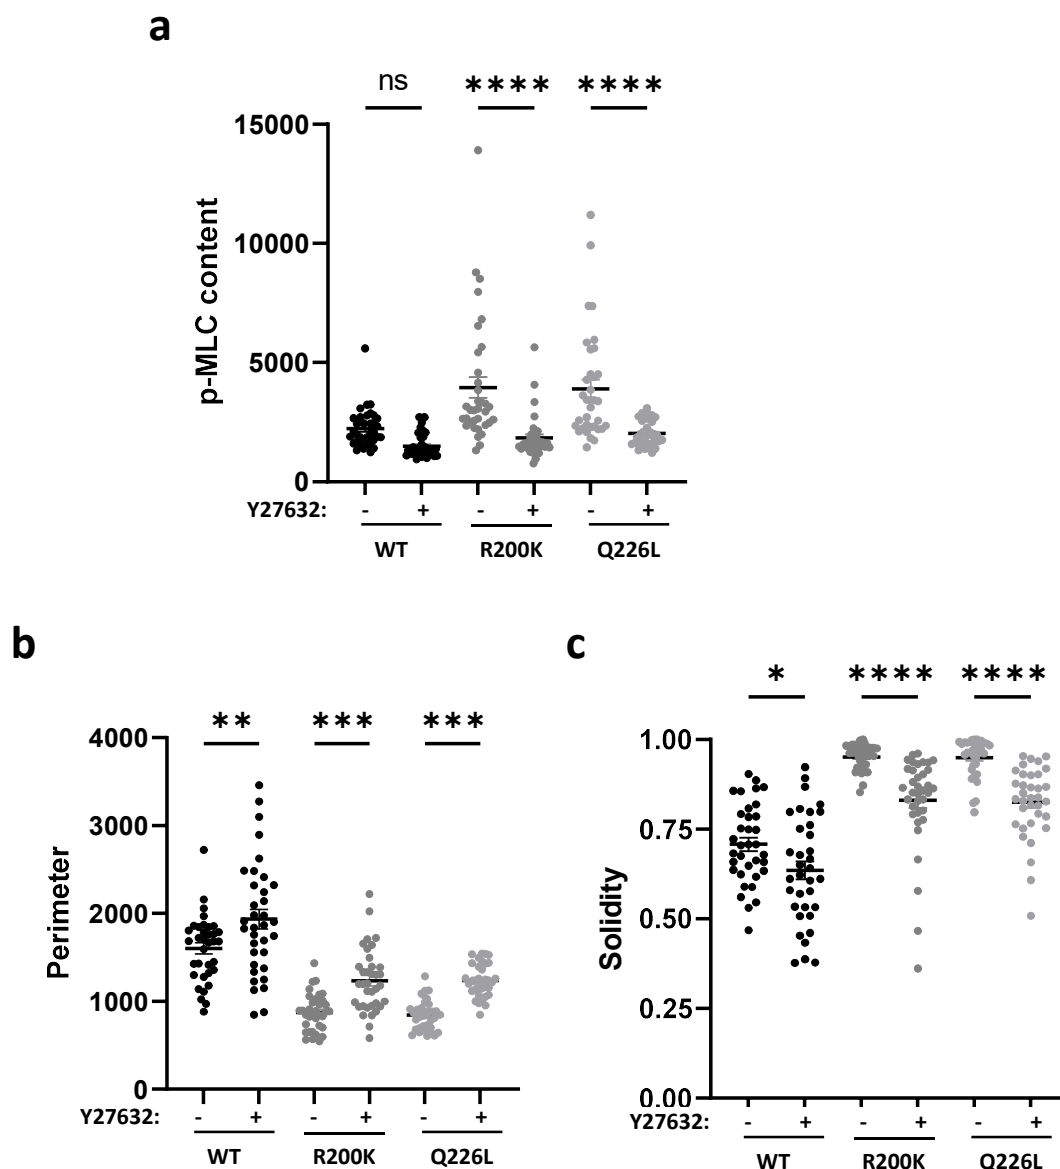 a
ns **** ****
15000
10000
5000
0
p-MLC content
Y27632: - + - + - +
WT R200K Q226L
b
** *** ***
4000
3000
2000
1000
0
Perimeter
Y27632: - + - + - +
WT R200K Q226L
c
* **** ****
1.00
0.75
0.50
0.25
0.00
Solidity
Y27632: - + - + - +
WT R200K Q226L